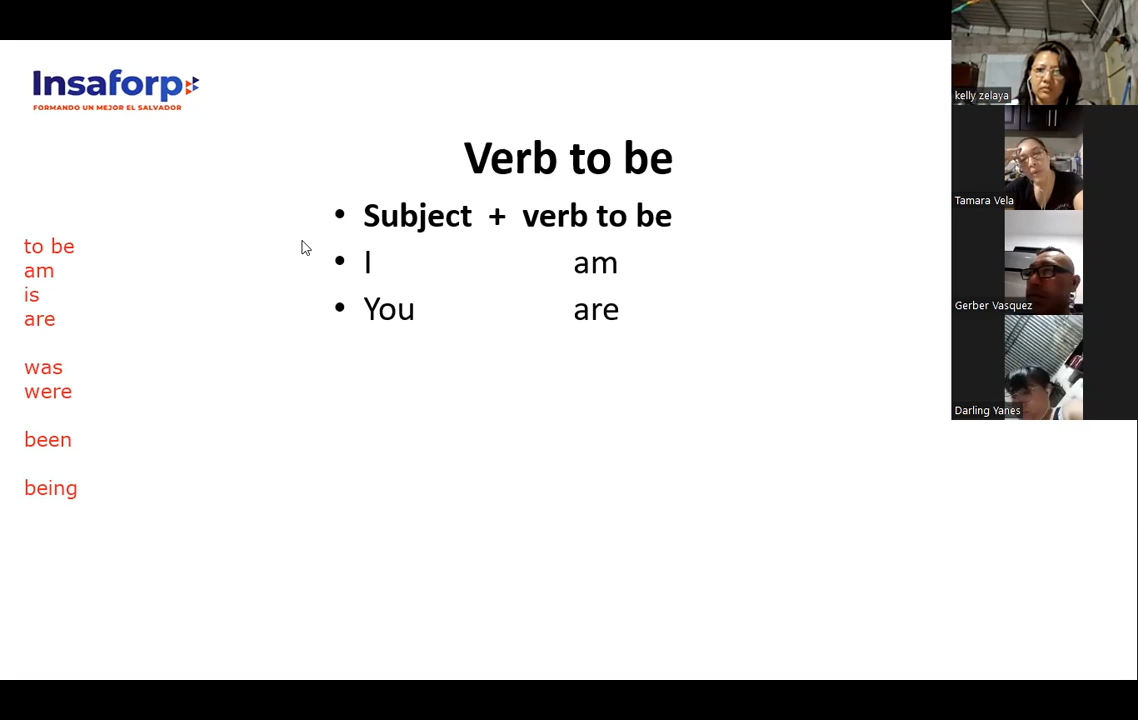 Insaforp
FORMANDO UN MEJOR EL SALVADOR
Verb to be
• Subject + verb to be
• I am
• You are
to be
am
is
are
was
were
been
being
kelly zelaya
Tamara Vela
Gerber Vasquez
Darling Yanes